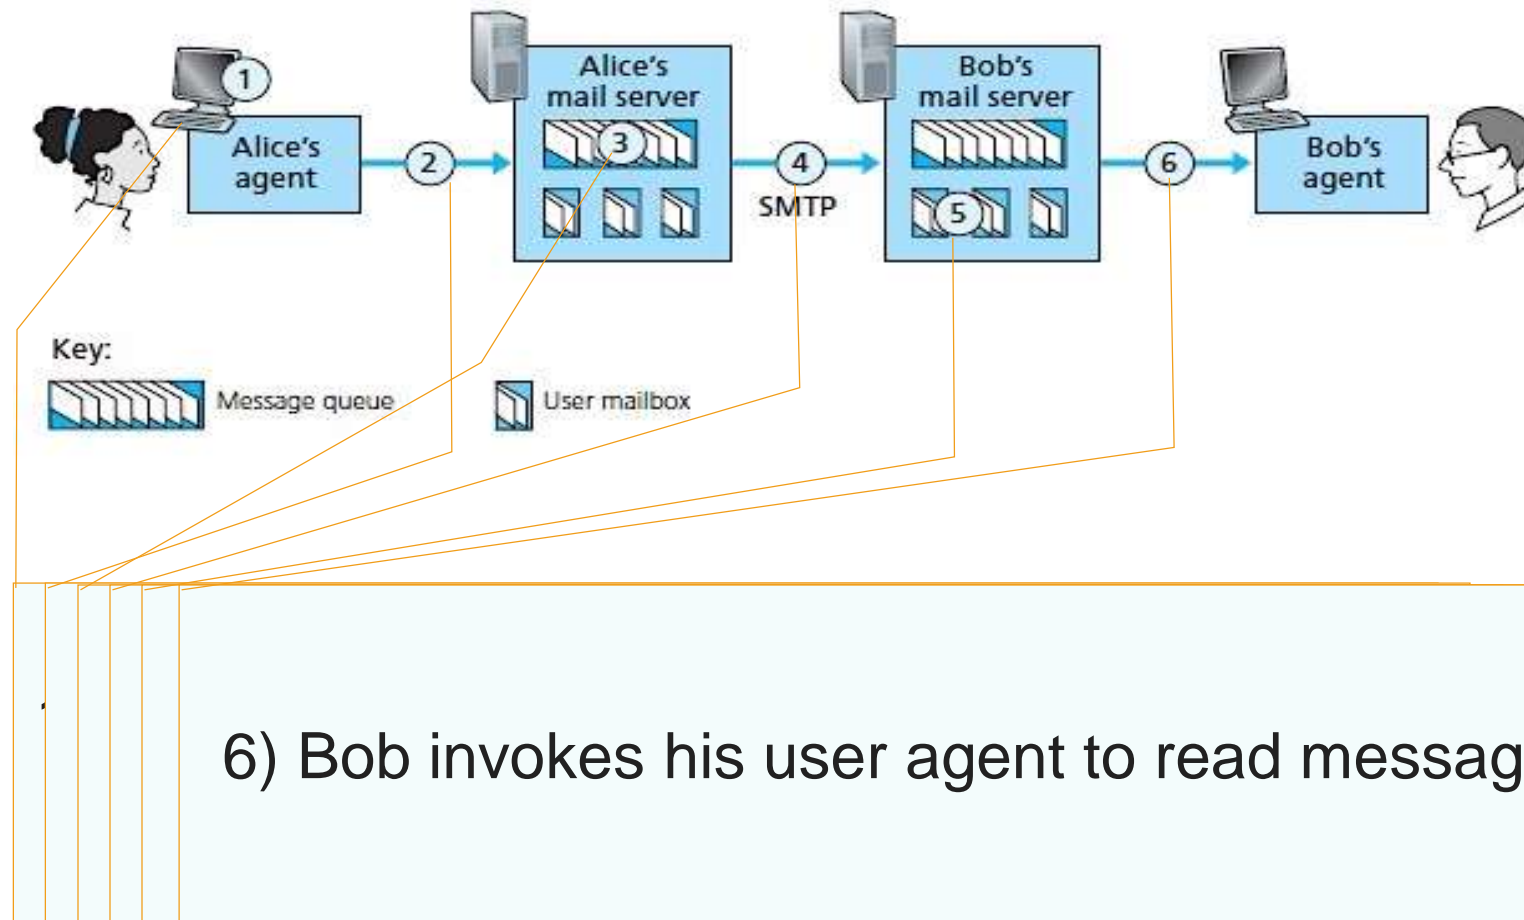 1
Alice's
agent
2
Alice's
mail server
3
4
SMTP
Bob's
mail server
5
6
Bob's
agent
Key:
Message queue
User mailbox
6) Bob invokes his user agent to read messag